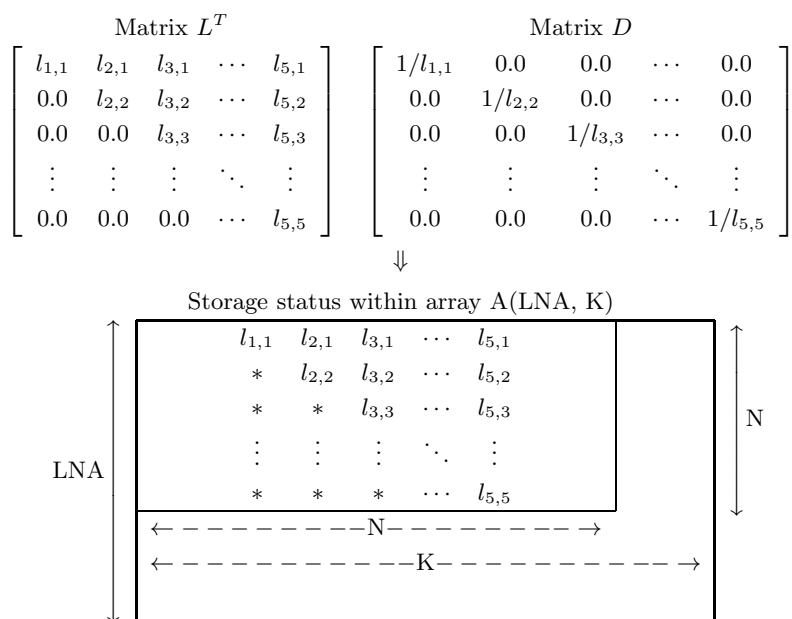 Matrix $L^T$ Matrix $D$
$l_{1,1}$ $l_{2,1}$ $l_{3,1}$ ⋯ $l_{5,1}$ $1/l_{1,1}$ 0.0 0.0 ⋯ 0.0
0.0 $l_{2,2}$ $l_{3,2}$ ⋯ $l_{5,2}$ 0.0 $1/l_{2,2}$ 0.0 ⋯ 0.0
0.0 0.0 $l_{3,3}$ ⋯ $l_{5,3}$ 0.0 0.0 $1/l_{3,3}$ ⋯ 0.0
⋮ ⋮ ⋮ ⋱ ⋮ ⋮ ⋮ ⋮ ⋱ ⋮
0.0 0.0 0.0 ⋯ $l_{5,5}$ 0.0 0.0 0.0 ⋯ $1/l_{5,5}$
⇓
Storage status within array A(LNA, K)
$l_{1,1}$ $l_{2,1}$ $l_{3,1}$ ⋯ $l_{5,1}$
* $l_{2,2}$ $l_{3,2}$ ⋯ $l_{5,2}$
* * $l_{3,3}$ ⋯ $l_{5,3}$
N
⋮ ⋮ ⋮ ⋱ ⋮
LNA
* * * ⋯ $l_{5,5}$
N
K